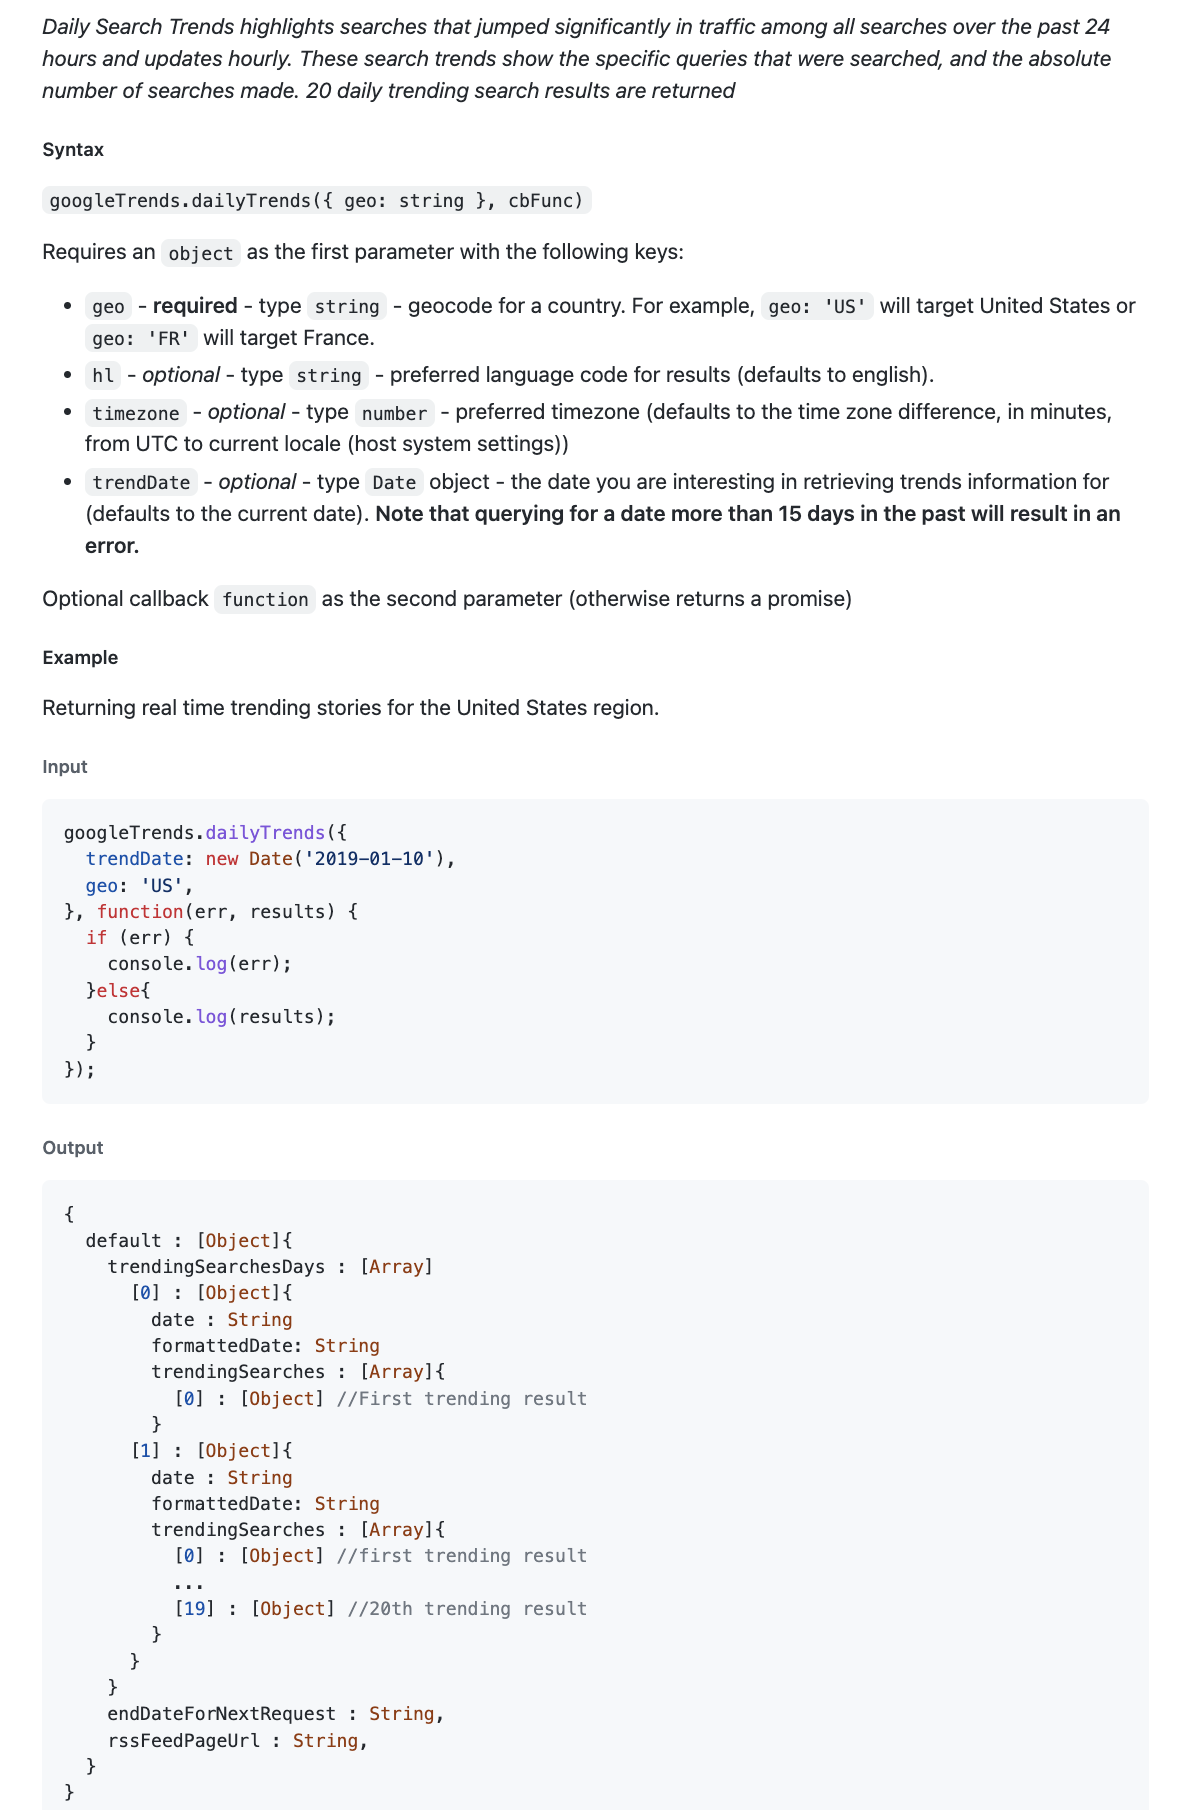 Daily Search Trends highlights searches that jumped significantly in traffic among all searches over the past 24
hours and updates hourly. These search trends show the specific queries that were searched, and the absolute
number of searches made. 20 daily trending search results are returned
Syntax
googleTrends.dailyTrends({ geo: string }, cbFunc)
Requires an object as the first parameter with the following keys:
• geo - required - type string - geocode for a country. For example, geo: 'US' will target United States or
geo: 'FR' will target France.
• hl - optional - type string - preferred language code for results (defaults to english).
• timezone - optional - type number - preferred timezone (defaults to the time zone difference, in minutes,
from UTC to current locale (host system settings))
• trendDate - optional - type Date object - the date you are interesting in retrieving trends information for
(defaults to the current date). Note that querying for a date more than 15 days in the past will result in an
error.
Optional callback function as the second parameter (otherwise returns a promise)
Example
Returning real time trending stories for the United States region.
Input
googleTrends.dailyTrends({
  trendDate: new Date('2019-01-10'),
  geo: 'US',
}, function(err, results) {
  if (err) {
    console.log(err);
  }else{
    console.log(results);
  }
});
Output
{
  default : [Object]{
    trendingSearchesDays : [Array]
      [0] : [Object]{
        date : String
        formattedDate: String
        trendingSearches : [Array]{
          [0] : [Object] //First trending result
        }
      [1] : [Object]{
        date : String
        formattedDate: String
        trendingSearches : [Array]{
          [0] : [Object] //first trending result
          ...
          [19] : [Object] //20th trending result
        }
      }
    }
    endDateForNextRequest : String,
    rssFeedPageUrl : String,
  }
}